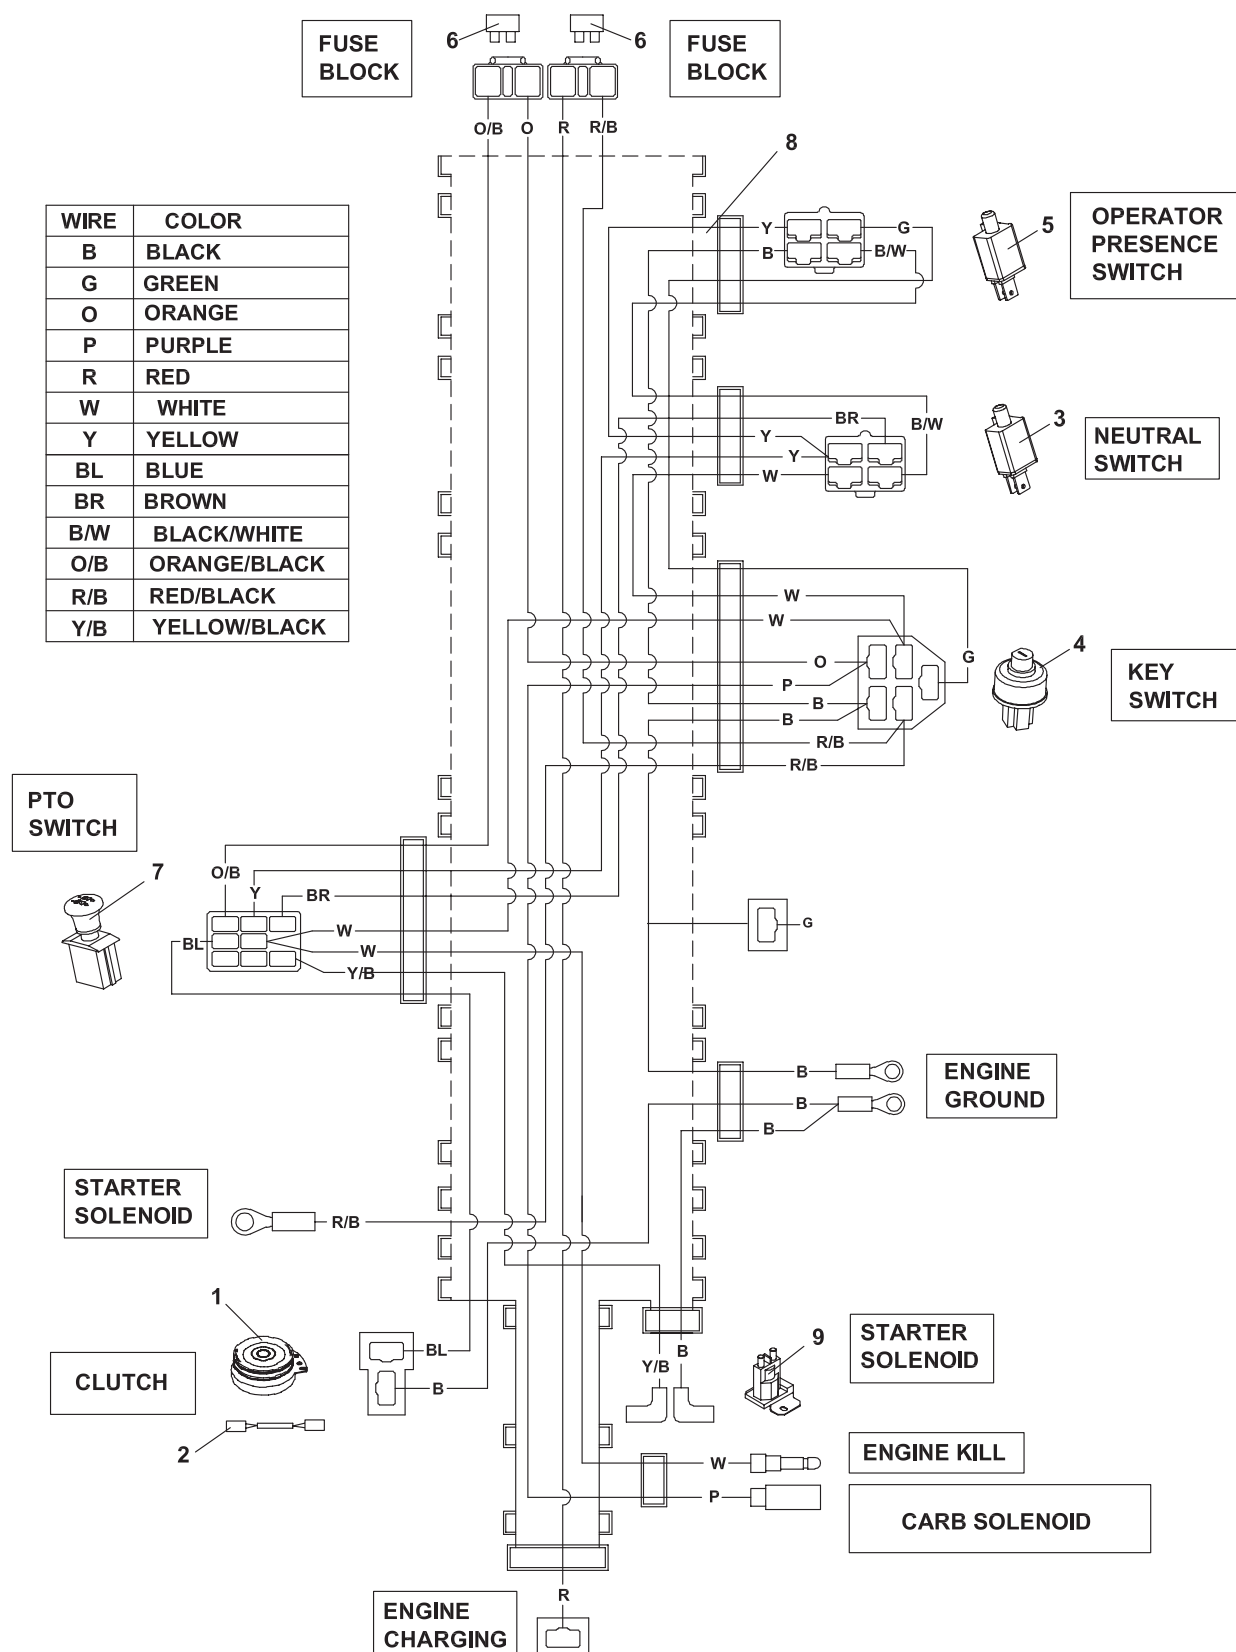 6
6
FUSE
BLOCK
FUSE
BLOCK
O/B O R R/B
8
WIRE COLOR
B BLACK
G GREEN
O ORANGE
P PURPLE
R RED
W WHITE
Y YELLOW
BL BLUE
BR BROWN
B/W BLACK/WHITE
O/B ORANGE/BLACK
R/B RED/BLACK
Y/B YELLOW/BLACK
Y
G
B
B/W
5
OPERATOR
PRESENCE
SWITCH
BR
B/W
Y
Y
W
3
NEUTRAL
SWITCH
W
W
O
P
B
B
R/B
R/B
G
4
KEY
SWITCH
PTO
SWITCH
7
O/B
Y
BR
W
BL
W
Y/B
G
B
B
B
ENGINE
GROUND
STARTER
SOLENOID
R/B
1
CLUTCH
2
BL
B
Y/B
B
9
STARTER
SOLENOID
W
ENGINE KILL
P
CARB SOLENOID
R
ENGINE
CHARGING